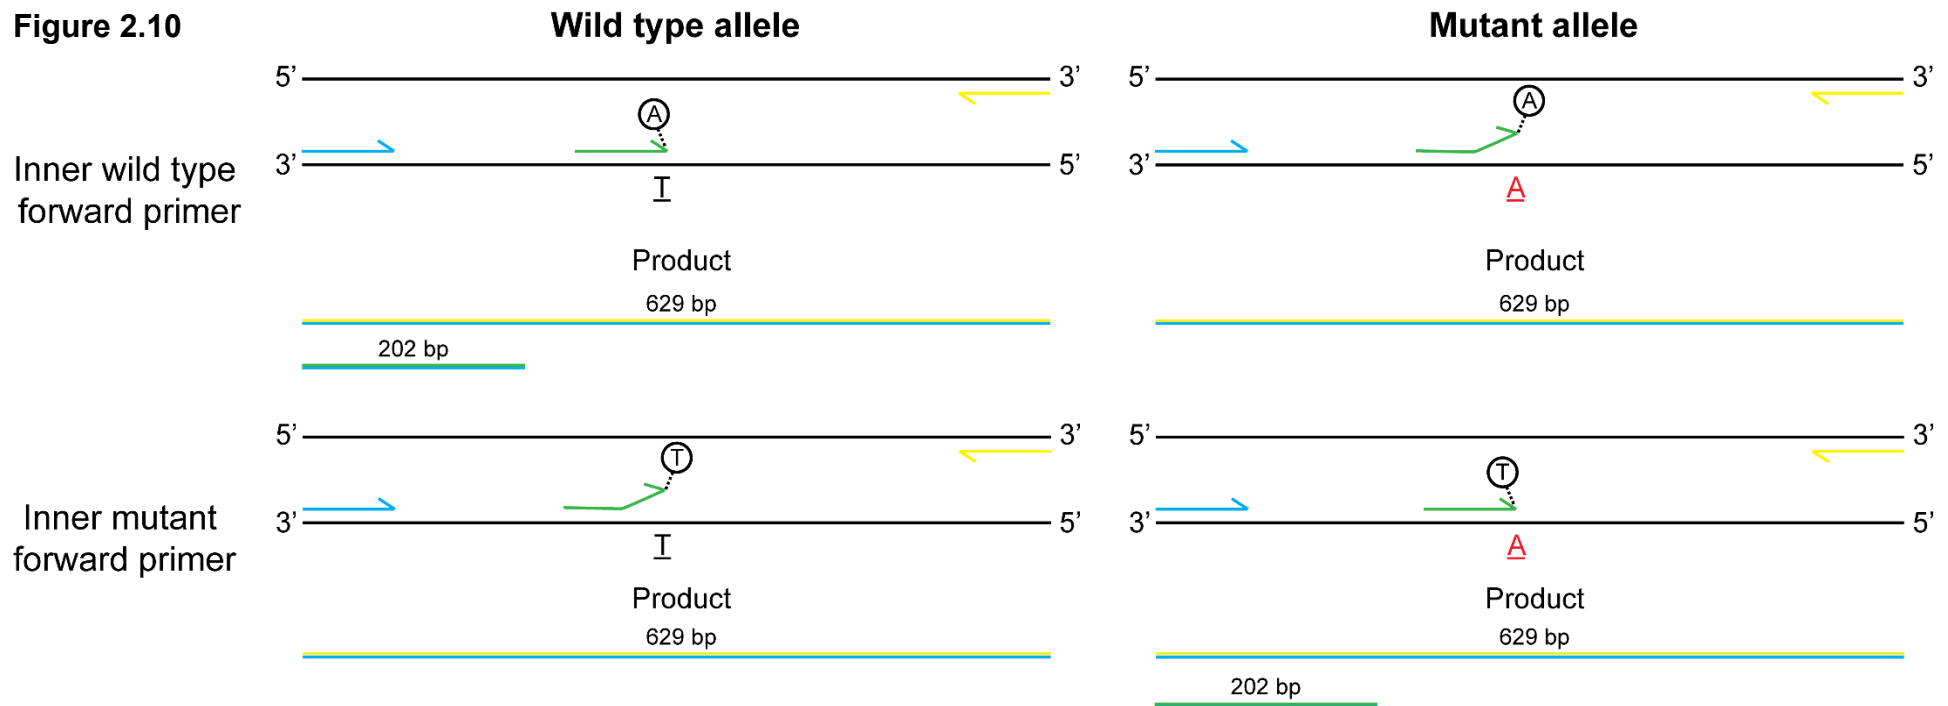 Figure 2.10
Wild type allele
Mutant allele
5’ 3’
5’ 3’
A
A
Inner wild type
forward primer
3’ 5’
3’ 5’
T
A
Product
Product
629 bp
629 bp
202 bp
5’ 3’
5’ 3’
T
T
Inner mutant
forward primer
3’ 5’
3’ 5’
T
A
Product
Product
629 bp
629 bp
202 bp